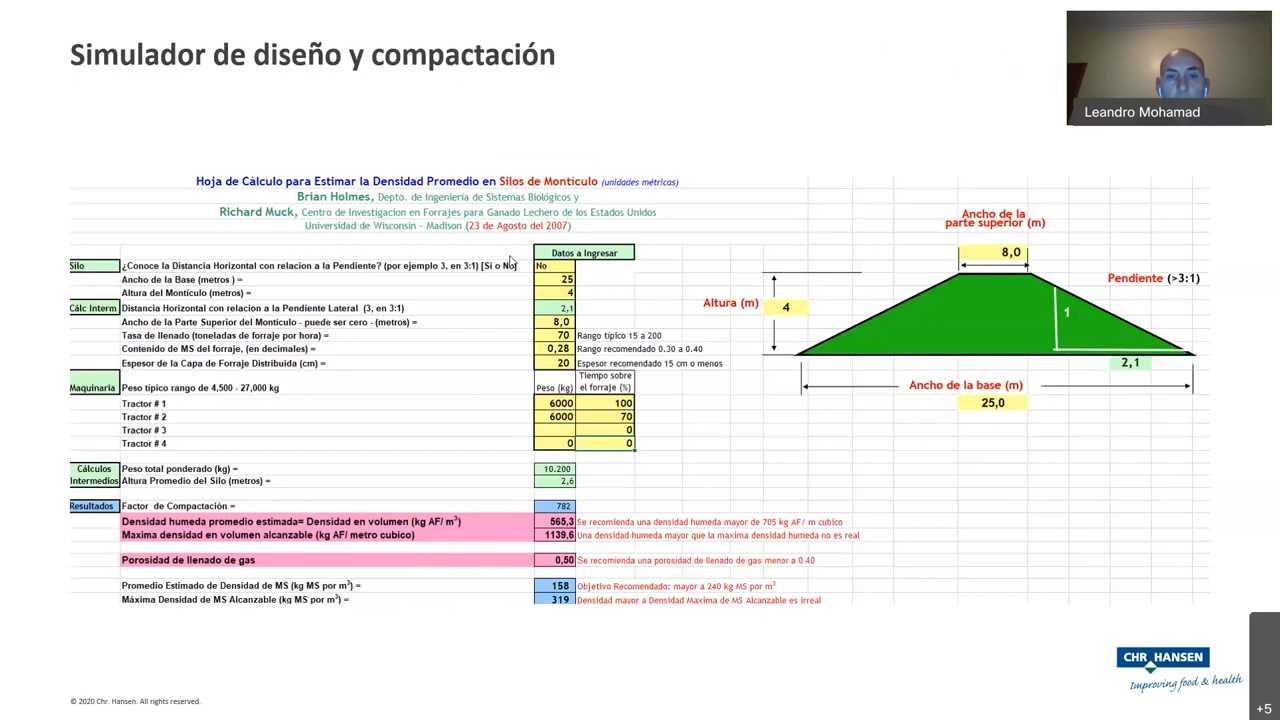 Simulador de diseño y compactación
Leandro Mohamad
Hoja de Cálculo para Estimar la Densidad Promedio en Silos de Montículo (unidades métricas)
Brian Holmes, Depto. de Ingeniería de Sistemas Biológicos y
Richard Muck, Centro de Investigacion en Forrajes para Ganado Lechero de los Estados Unidos
Universidad de Wisconsin - Madison (23 de Agosto del 2007)
Datos a Ingresar
Silo ¿Conoce la Distancia Horizontal con relacion a la Pendiente? (por ejemplo 3, en 3:1) [Si o No] No
Ancho de la Base (metros ) = 25
Altura del Montículo (metros) = 4
Cálc Interm Distancia Horizontal con relacion a la Pendiente Lateral (3, en 3:1) 2,1
Ancho de la Parte Superior del Montículo - puede ser cero - (metros) = 8,0
Tasa de llenado (toneladas de forraje por hora) = 70 Rango típico 15 a 200
Contenido de MS del forraje, (en decimales) = 0,28 Rango recomendado 0.30 a 0.40
Espesor de la Capa de Forraje Distribuida (cm) = 20 Espesor recomendado 15 cm o menos
Maquinaria Peso típico rango de 4,500 - 27,000 kg Peso (kg) Tiempo sobre
el forraje (%)
Tractor # 1 6000 100
Tractor # 2 6000 70
Tractor # 3 0
Tractor # 4 0 0
Cálculos Peso total ponderado (kg) = 10.200
Intermedios Altura Promedio del Silo (metros) = 2,6
Resultados Factor de Compactación = 782
Densidad humeda promedio estimada= Densidad en volumen (kg AF/ m³) 565,3 Se recomienda una densidad humeda mayor de 705 kg AF/ m cubico
Maxima densidad en volumen alcanzable (kg AF/ metro cubico) 1139,6 Una densidad humeda mayor que la maxima densidad humeda no es real
Porosidad de llenado de gas 0,50 Se recomienda una porosidad de llenado de gas menor a 0.40
Promedio Estimado de Densidad de MS (kg MS por m³) = 158 Objetivo Recomendado: mayor a 240 kg MS por m³
Máxima Densidad de MS Alcanzable (kg MS por m³) = 319 Densidad mayor a Densidad Maxima de MS Alcanzable es irreal
Ancho de la
parte superior (m)
8,0
Pendiente (>3:1)
Altura (m) 4
1
2,1
Ancho de la base (m)
25,0
CHR HANSEN
Improving food & health
© 2020 Chr. Hansen. All rights reserved.
+5